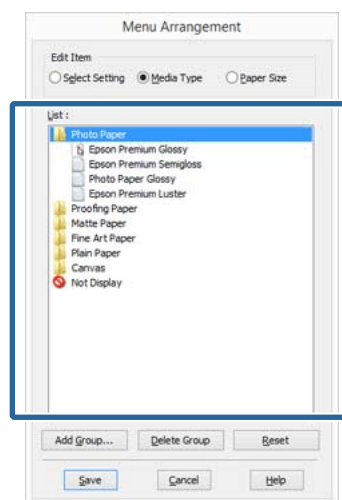 Menu Arrangement
Edit Item
Select Setting Media Type Paper Size
List :
Photo Paper
Epson Premium Glossy
Epson Premium Semigloss
Photo Paper Glossy
Epson Premium Luster
Proofing Paper
Matte Paper
Fine Art Paper
Plain Paper
Canvas
Not Display
Add Group... Delete Group Reset
Save Cancel Help